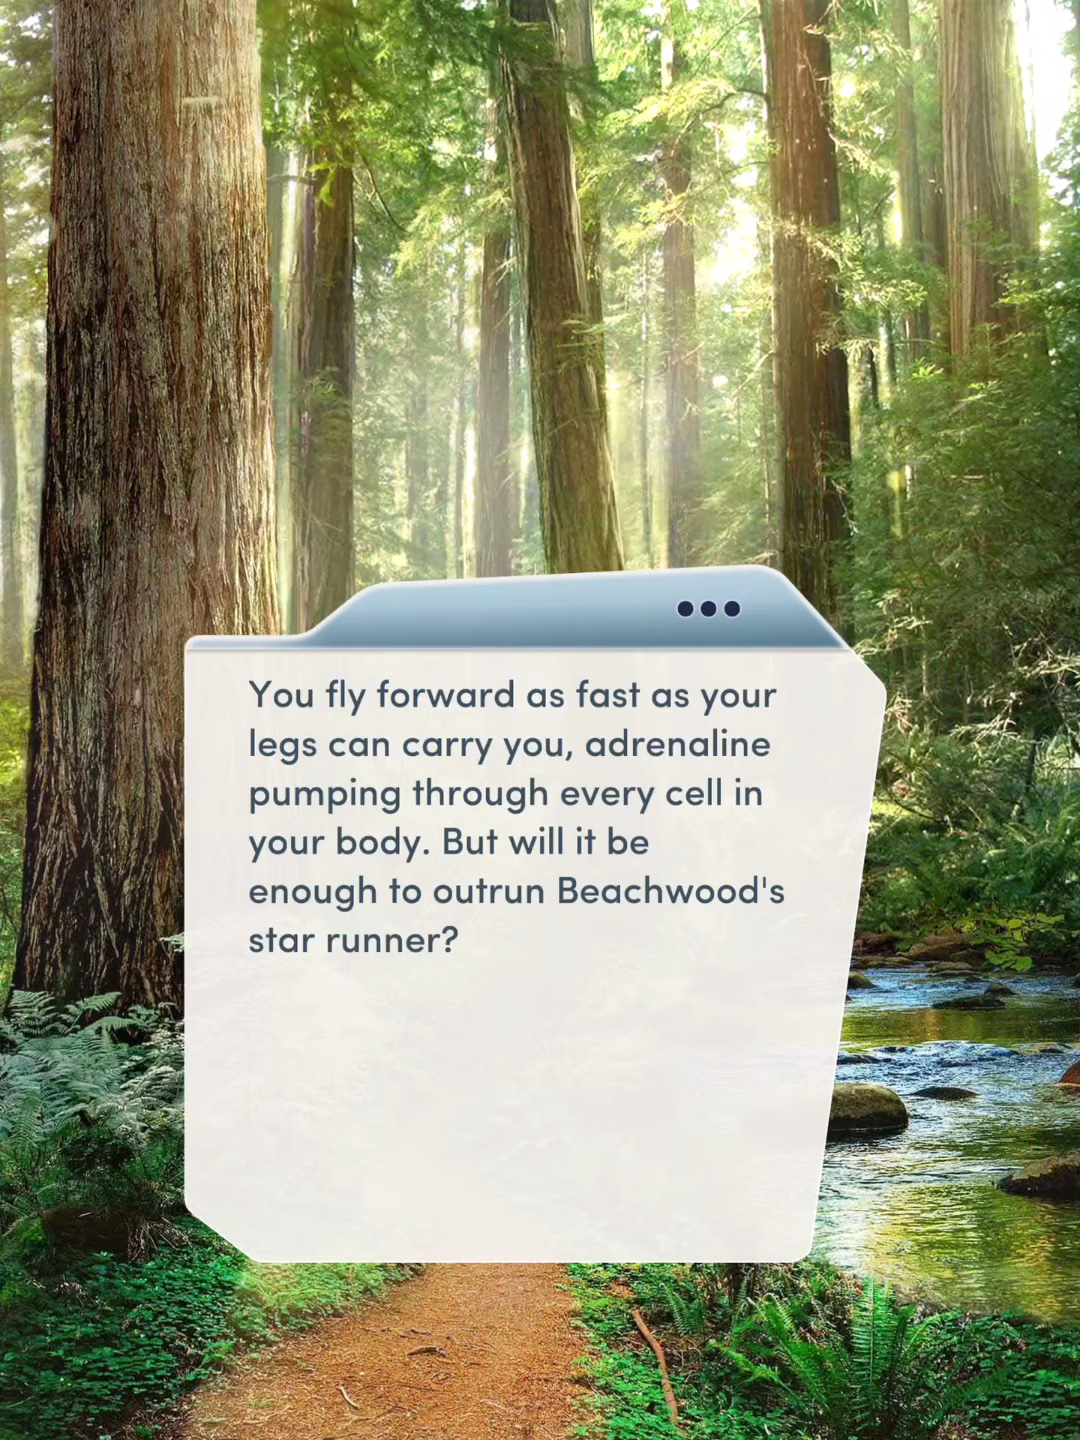 You fly forward as fast as your
legs can carry you, adrenaline
pumping through every cell in
your body. But will it be
enough to outrun Beachwood's
star runner?